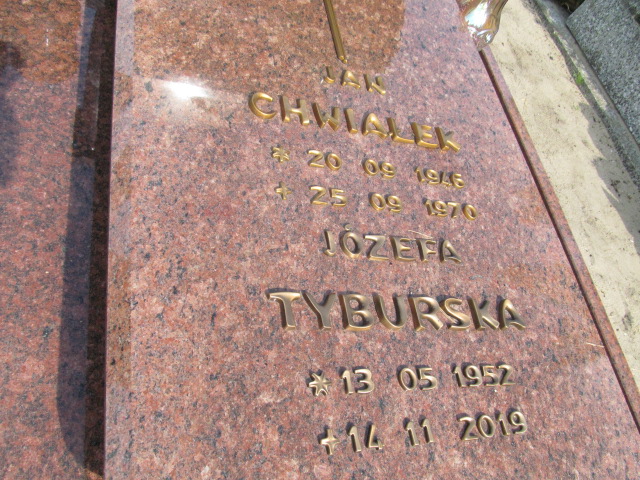 JAN
CHWIAŁEK
* 20 09 1946
+ 25 09 1970
JÓZEFA
TYBURSKA
* 13 05 1952
+ 14 11 2019